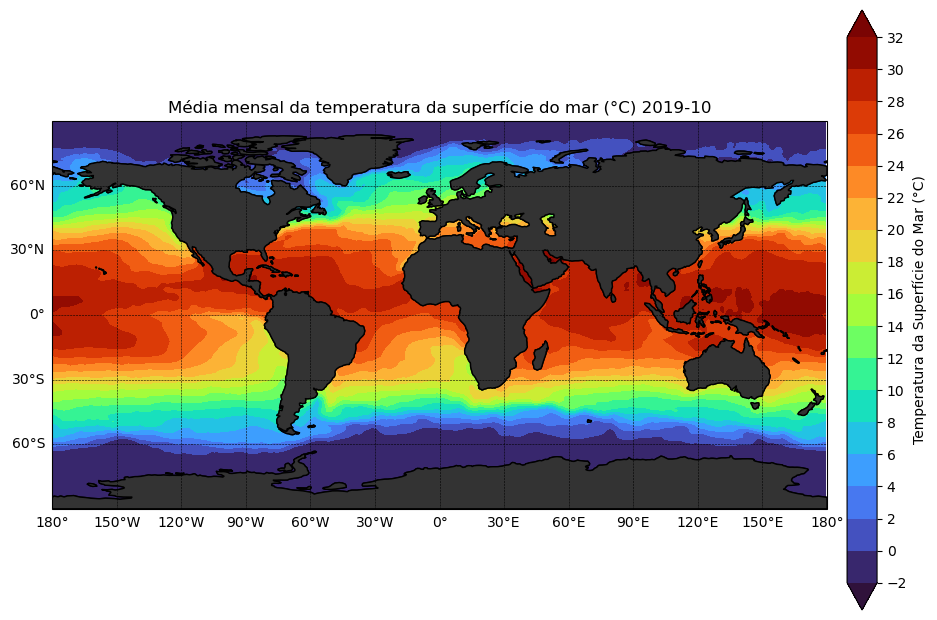 Média mensal da temperatura da superfície do mar (°C) 2019-10
60°N
30°N
0°
30°S
60°S
180° 150°W 120°W 90°W 60°W 30°W 0° 30°E 60°E 90°E 120°E 150°E 180°
32
30
28
26
24
22
20
18
16
14
12
10
8
6
4
2
0
−2
Temperatura da Superfície do Mar (°C)